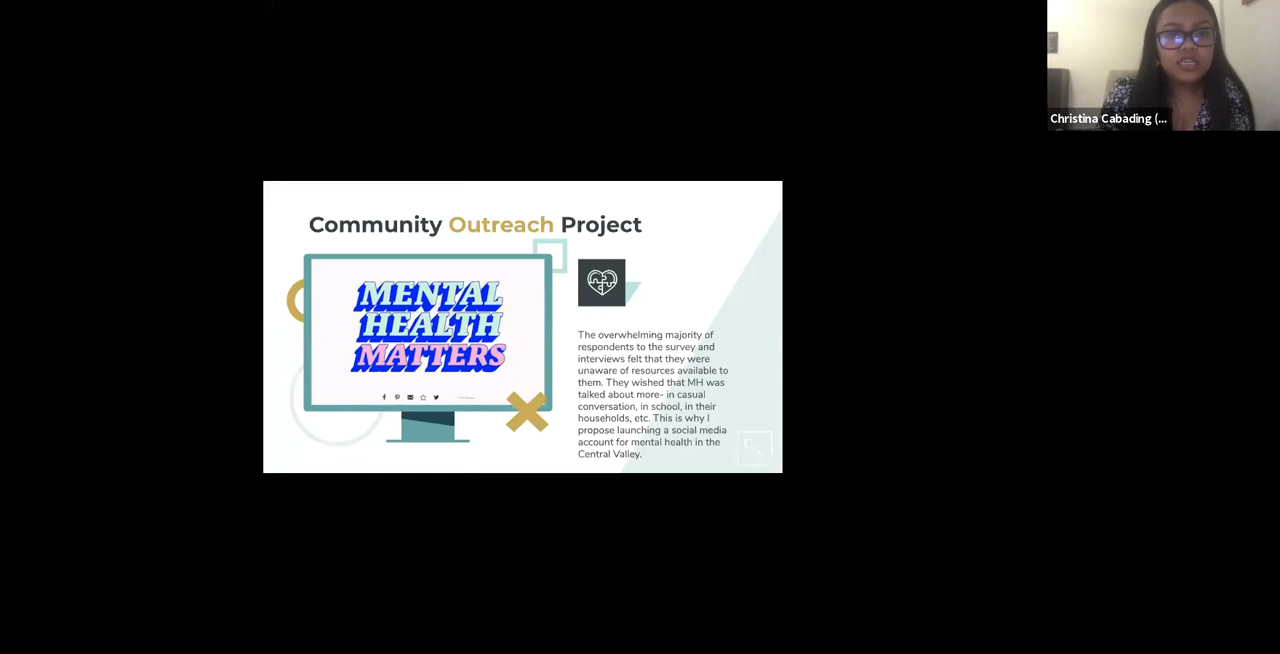 Christina Cabading (...
Community Outreach Project
MENTAL
HEALTH
MATTERS
The overwhelming majority of
respondents to the survey and
interviews felt that they were
unaware of resources available to
them. They wished that MH was
talked about more- in casual
conversation, in school, in their
households, etc. This is why I
propose launching a social media
account for mental health in the
Central Valley.